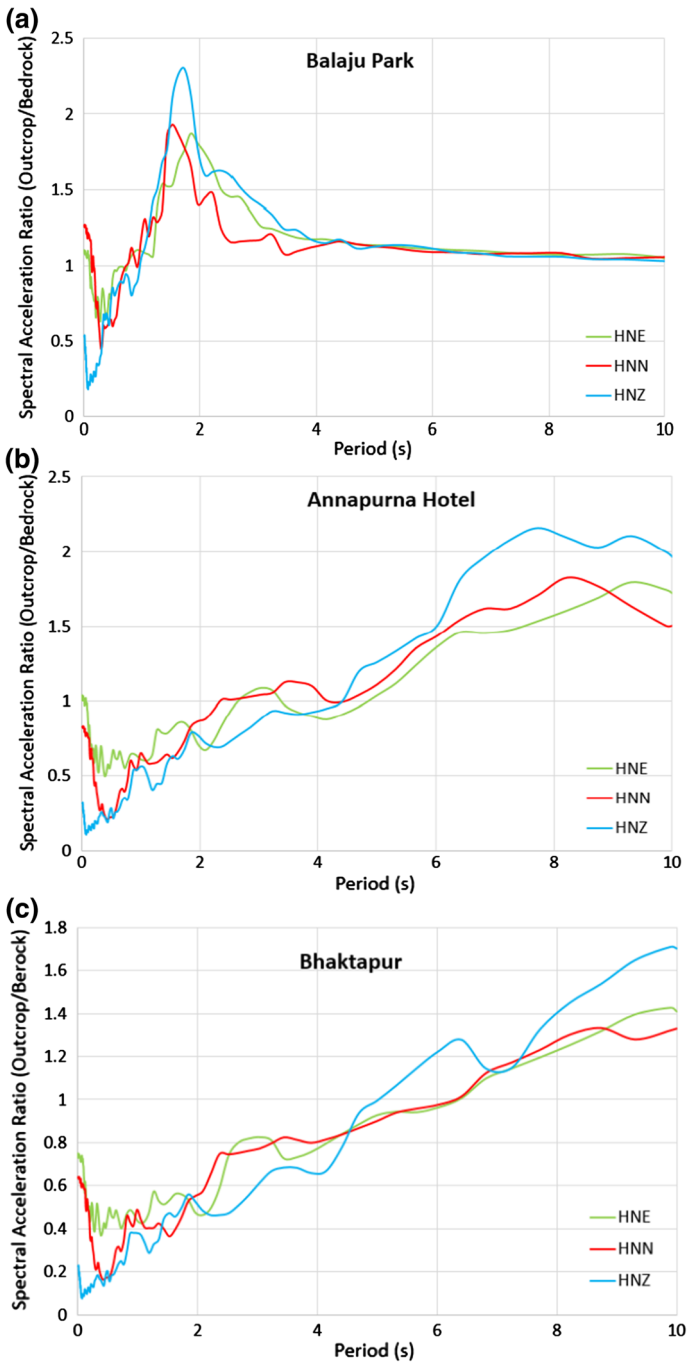 (a)
Balaju Park
Spectral Acceleration Ratio (Outcrop/Bedrock)
2.5
2
1.5
1
0.5
0
HNE
HNN
HNZ
0 2 4 6 8 10
Period (s)
(b)
Annapurna Hotel
Spectral Acceleration Ratio (Outcrop/Bedrock)
2.5
2
1.5
1
0.5
0
HNE
HNN
HNZ
0 2 4 6 8 10
Period (s)
(c)
Bhaktapur
Spectral Acceleration Ratio (Outcrop/Berock)
1.8
1.6
1.4
1.2
1
0.8
0.6
0.4
0.2
0
HNE
HNN
HNZ
0 2 4 6 8 10
Period (s)